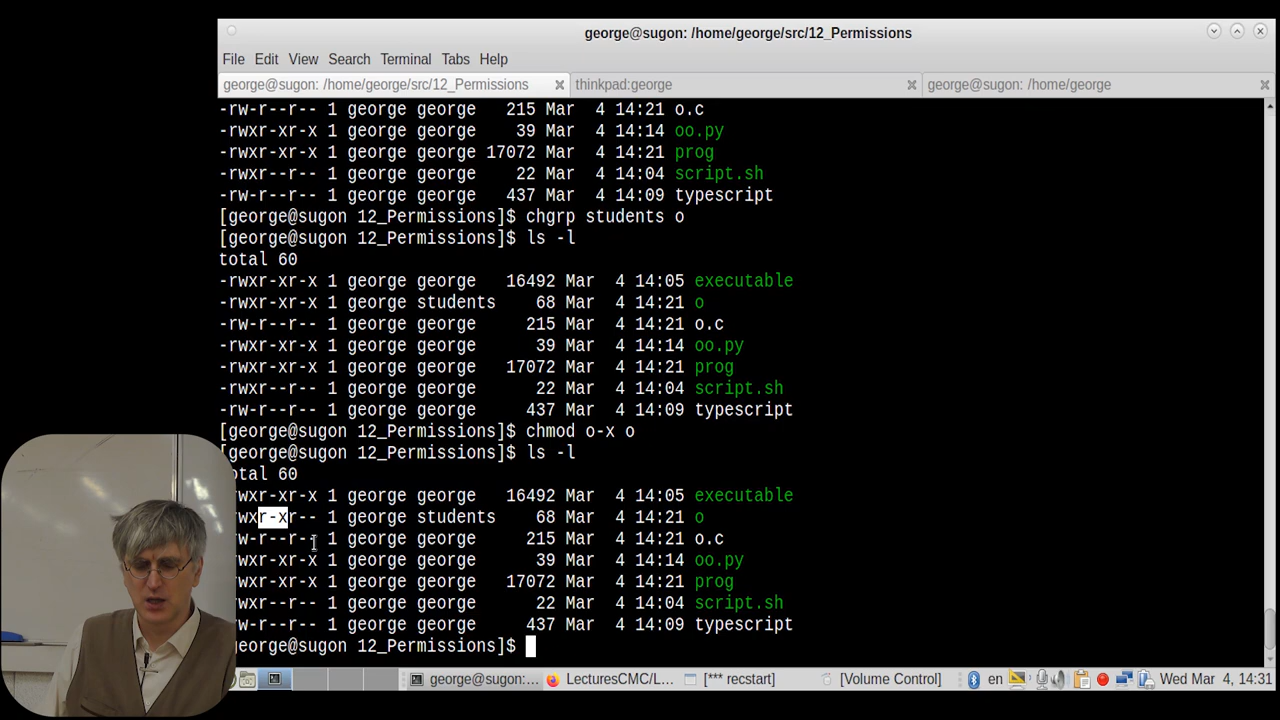 george@sugon: /home/george/src/12_Permissions
File Edit View Search Terminal Tabs Help
george@sugon: /home/george/src/12_Permissions thinkpad:george george@sugon: /home/george
-rw-r--r-- 1 george george 215 Mar 4 14:21 o.c
-rwxr-xr-x 1 george george 39 Mar 4 14:14 oo.py
-rwxr-xr-x 1 george george 17072 Mar 4 14:21 prog
-rwxr-xr-x 1 george george 22 Mar 4 14:04 script.sh
-rw-r--r-- 1 george george 437 Mar 4 14:09 typescript
[george@sugon 12_Permissions]$ chgrp students o
[george@sugon 12_Permissions]$ ls -l
total 60
-rwxr-xr-x 1 george george 16492 Mar 4 14:05 executable
-rwxr-xr-x 1 george students 68 Mar 4 14:21 o
-rw-r--r-- 1 george george 215 Mar 4 14:21 o.c
-rwxr-xr-x 1 george george 39 Mar 4 14:14 oo.py
-rwxr-xr-x 1 george george 17072 Mar 4 14:21 prog
-rwxr--r-- 1 george george 22 Mar 4 14:04 script.sh
-rw-r--r-- 1 george george 437 Mar 4 14:09 typescript
[george@sugon 12_Permissions]$ chmod o-x o
[george@sugon 12_Permissions]$ ls -l
otal 60
rwxr-xr-x 1 george george 16492 Mar 4 14:05 executable
rwxr-xr-- 1 george students 68 Mar 4 14:21 o
rw-r--r-- 1 george george 215 Mar 4 14:21 o.c
rwxr-xr-x 1 george george 39 Mar 4 14:14 oo.py
rwxr-xr-x 1 george george 17072 Mar 4 14:21 prog
rwxr--r-- 1 george george 22 Mar 4 14:04 script.sh
rw-r--r-- 1 george george 437 Mar 4 14:09 typescript
george@sugon 12_Permissions]$
george@sugon:... LecturesCMC/L... [*** recstart] [Volume Control] en Wed Mar 4, 14:31